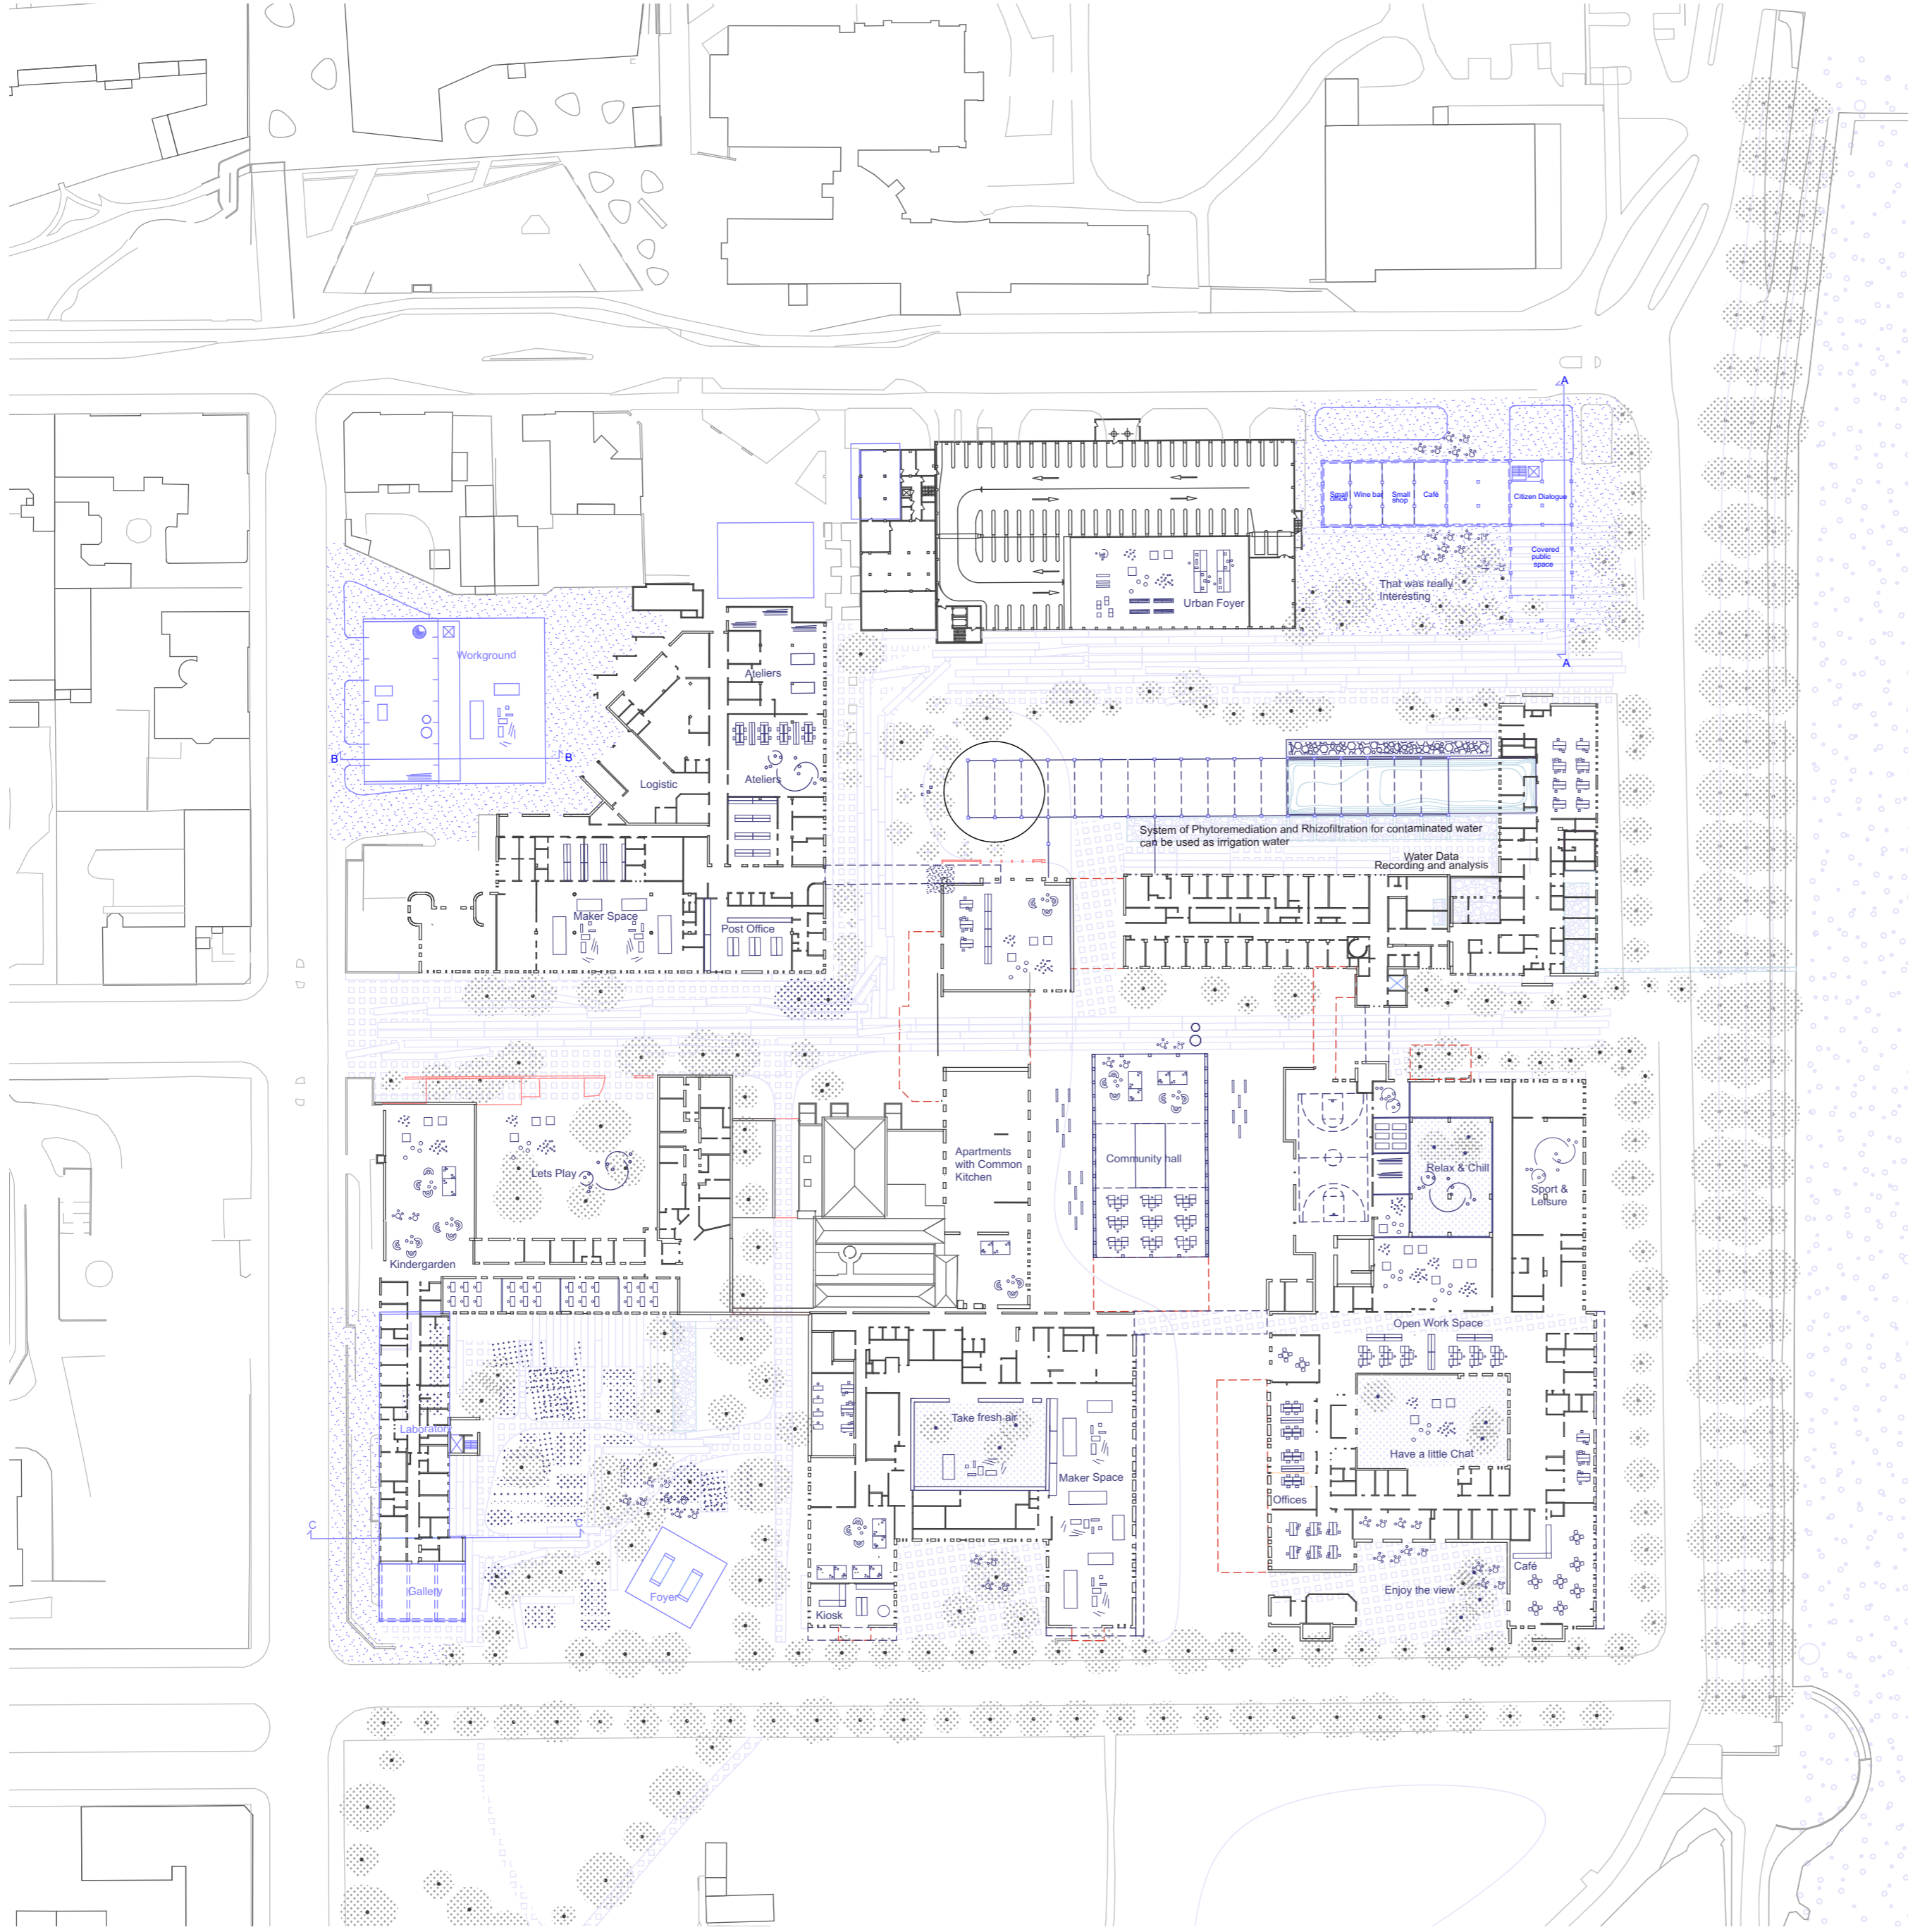 A
Small
office
Wine bar
Small
shop
Café
Citizen Dialogue
Covered
public
space
That was really
Interesting
Urban Foyer
A
Workground
Ateliers
B
B
Logistic
Ateliers
System of Phytoremediation and Rhizofiltration for contaminated water
can be used as irrigation water
Water Data
Recording and analysis
Maker Space
Post Office
Lets Play
Kindergarden
Apartments
with Common
Kitchen
Community hall
Relax & Chill
Sport &
Leisure
Open Work Space
Laboratory
Take fresh air
Maker Space
Have a little Chat
Offices
C
C
Gallery
Foyer
Kiosk
Café
Enjoy the view